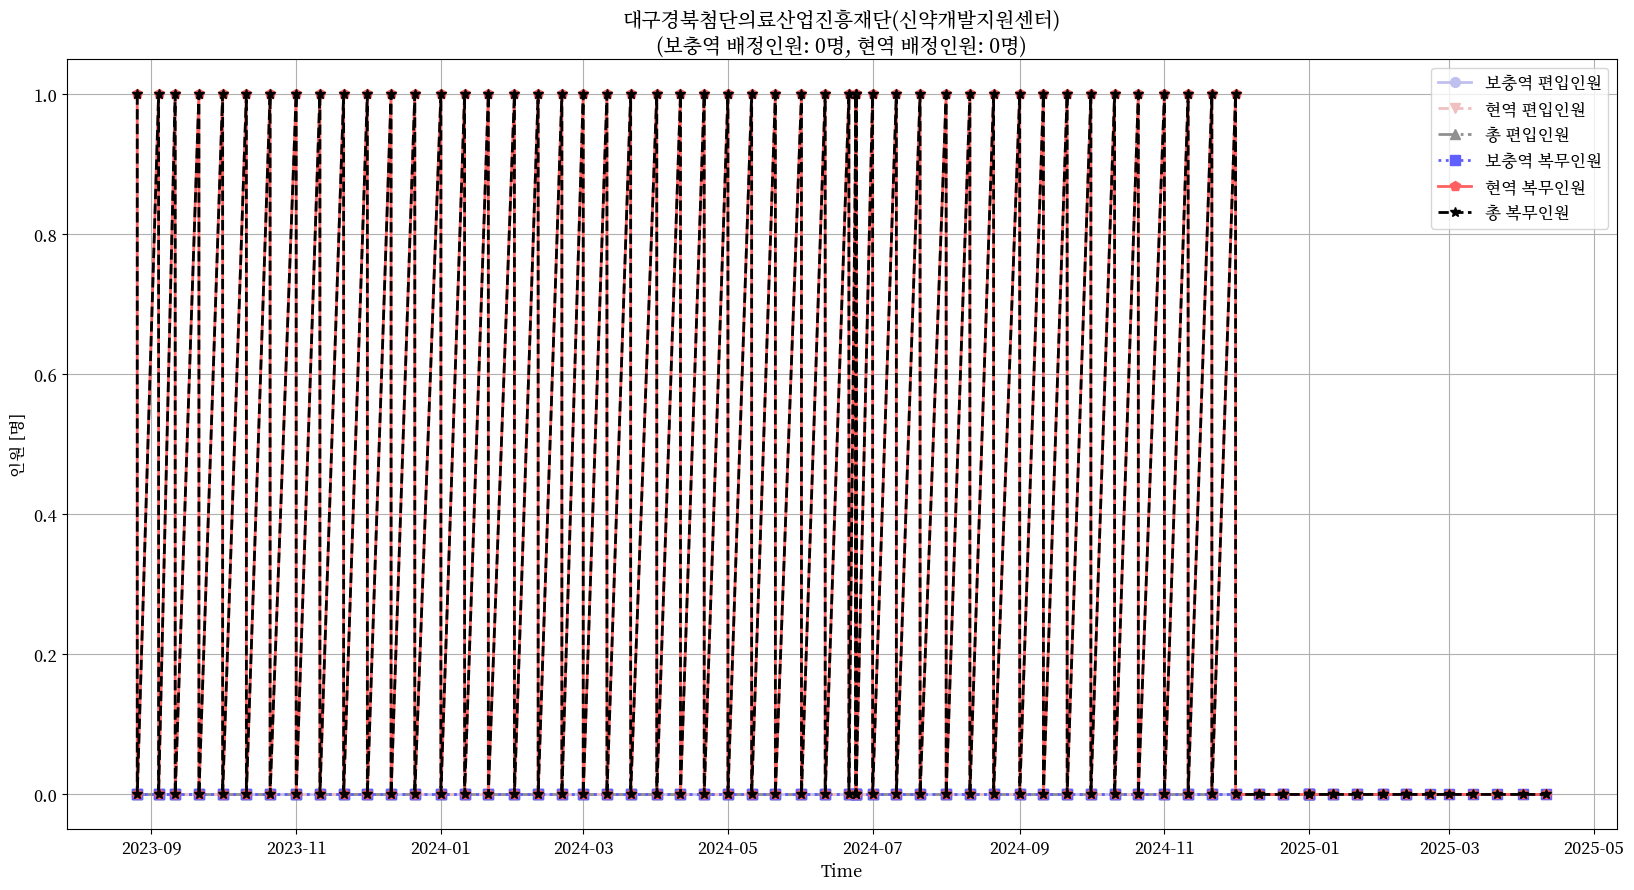 대구경북첨단의료산업진흥재단(신약개발지원센터)
(보충역 배정인원: 0명, 현역 배정인원: 0명)
보충역 편입인원
현역 편입인원
총 편입인원
보충역 복무인원
현역 복무인원
총 복무인원
인원 [명]
1.0
0.8
0.6
0.4
0.2
0.0
2023-09
2023-11
2024-01
2024-03
2024-05
2024-07
2024-09
2024-11
2025-01
2025-03
2025-05
Time